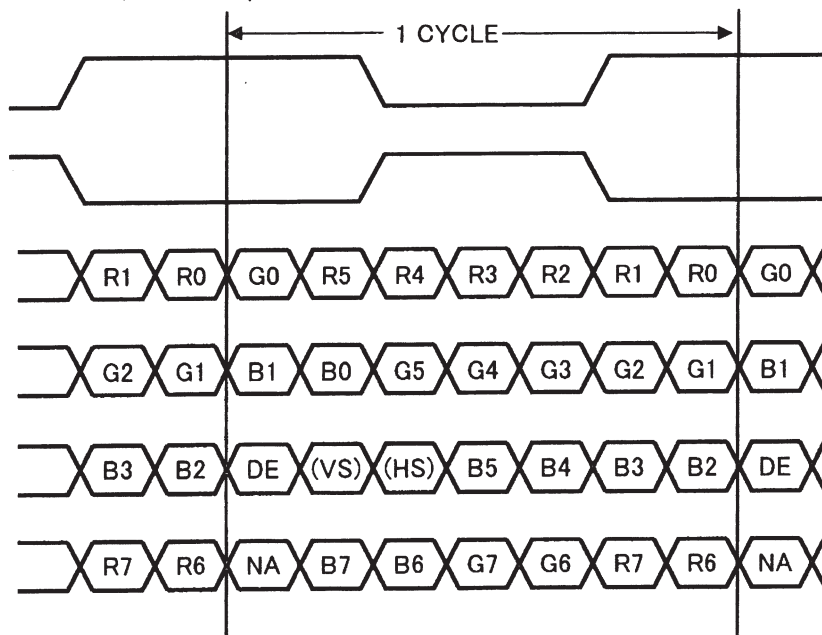 1 CYCLE
R1 R0 G0 R5 R4 R3 R2 R1 R0 G0
G2 G1 B1 B0 G5 G4 G3 G2 G1 B1
B3 B2 DE (VS) (HS) B5 B4 B3 B2 DE
R7 R6 NA B7 B6 G7 G6 R7 R6 NA